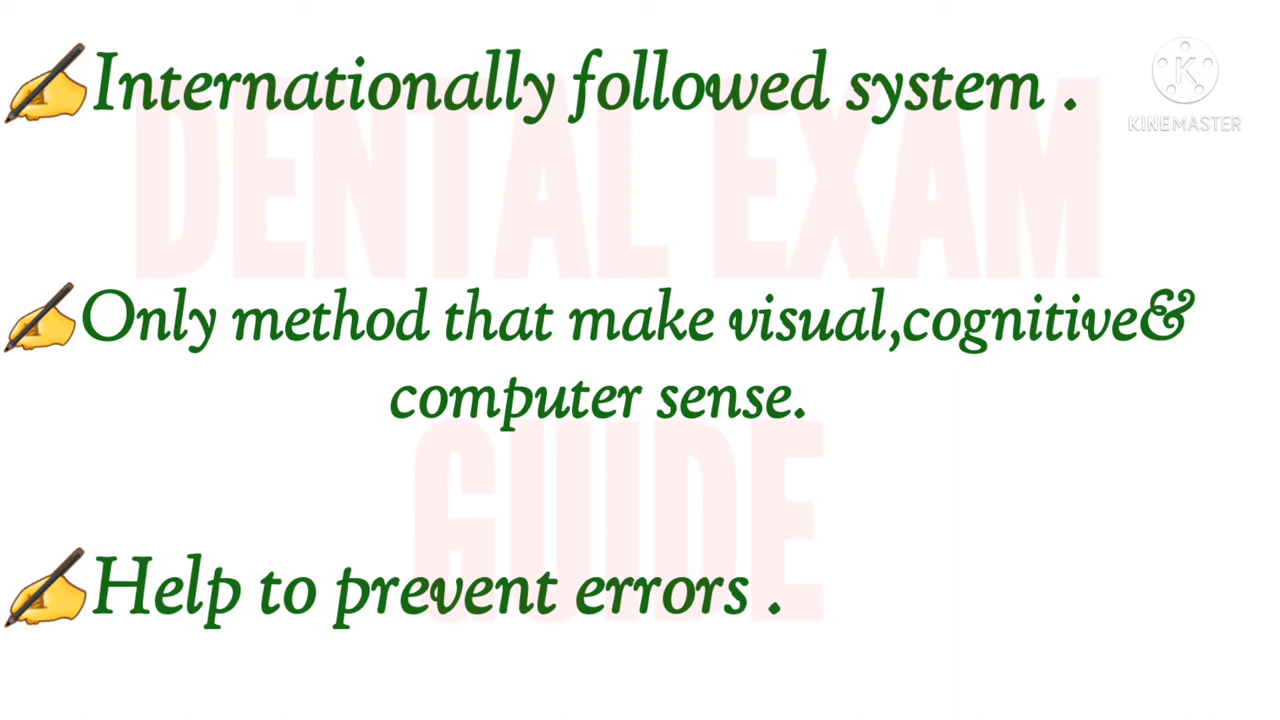 ✍Internationally followed system .
KINEMASTER
DENTAL EXAM
✍Only method that make visual,cognitive&
computer sense.
GUIDE
✍Help to prevent errors .